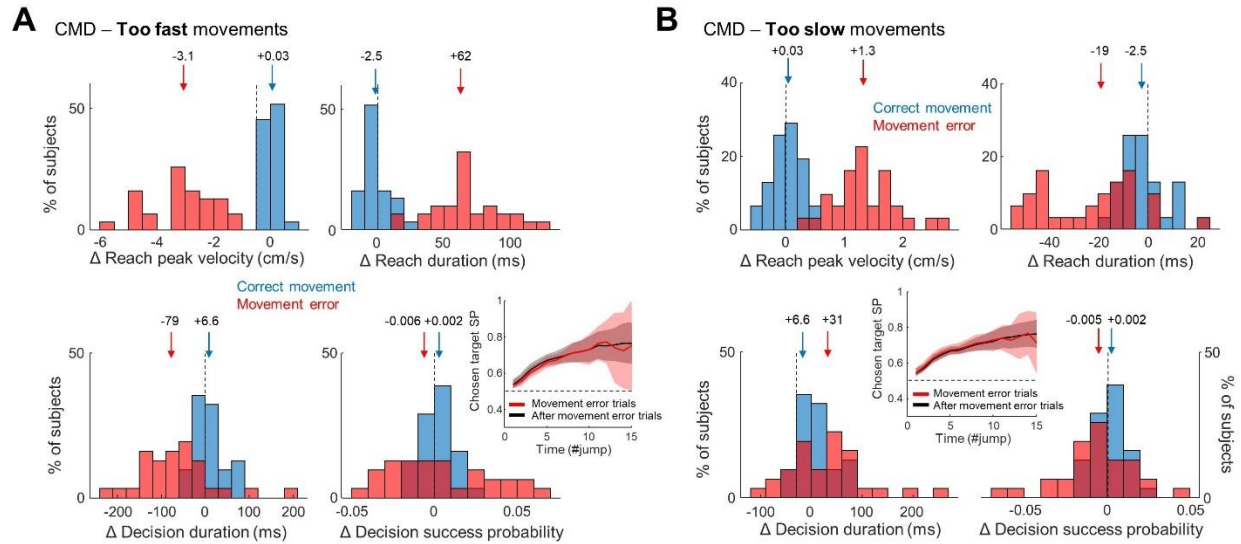 A
CMD – Too fast movements
-3.1
+0.03
-2.5
+62
% of subjects
50
0
-6 -4 -2 0
Δ Reach peak velocity (cm/s)
50
0
0 50 100
Δ Reach duration (ms)
Correct movement
Movement error
-79
+6.6
-0.006
+0.002
% of subjects
50
0
-200 -100 0 100 200
Δ Decision duration (ms)
50
0
-0.05 0 0.05
Δ Decision success probability
Chosen target SP
1
0.8
0.6
0.4
Movement error trials
After movement error trials
0 5 10 15
Time (#jump)
B
CMD – Too slow movements
+0.03
+1.3
-19
-2.5
% of subjects
40
20
0
0 1 2
Δ Reach peak velocity (cm/s)
Correct movement
Movement error
40
20
0
-40 -20 0 20
Δ Reach duration (ms)
+6.6
+31
-0.005
+0.002
% of subjects
50
0
-100 0 100 200
Δ Decision duration (ms)
Chosen target SP
1
0.8
0.6
0.4
Movement error trials
After movement error trials
0 5 10 15
Time (#jump)
50
0
% of subjects
-0.05 0 0.05
Δ Decision success probability